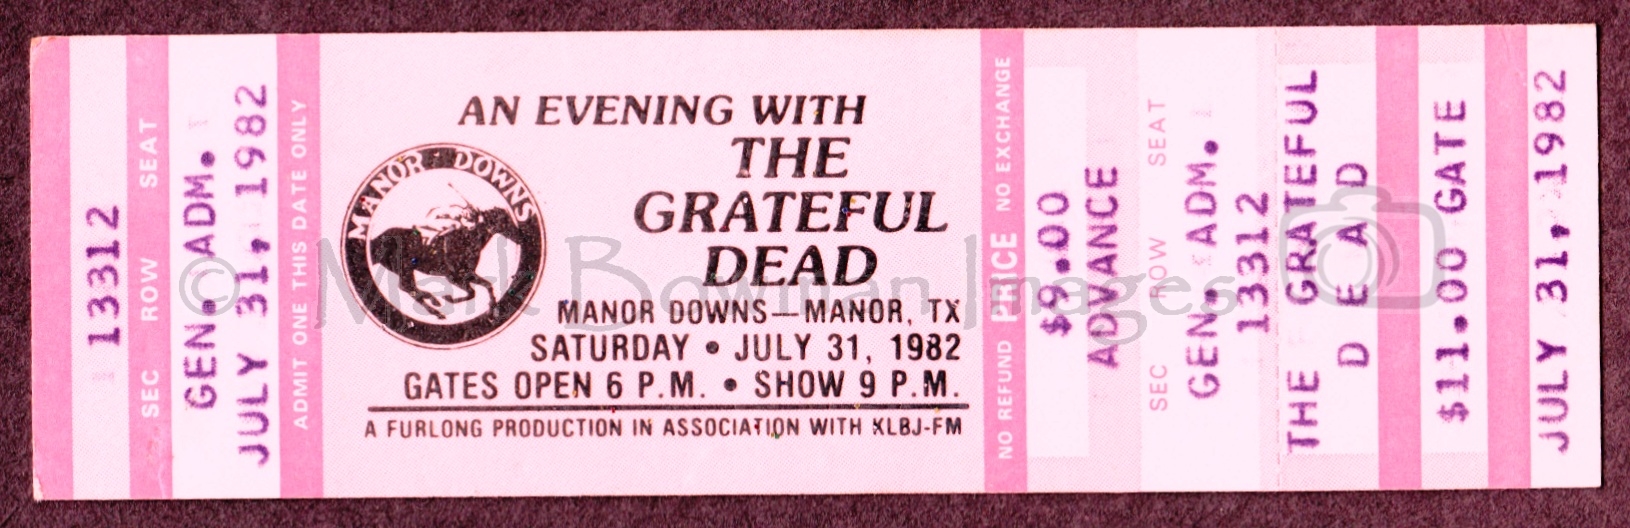 13312
SEC ROW SEAT
GEN. ADM.
JULY 31, 1982
ADMIT ONE THIS DATE ONLY
MANOR DOWNS
AN EVENING WITH
THE
GRATEFUL
DEAD
MANOR DOWNS—MANOR, TX
SATURDAY • JULY 31, 1982
GATES OPEN 6 P.M. • SHOW 9 P.M.
A FURLONG PRODUCTION IN ASSOCIATION WITH KLBJ-FM
NO REFUND PRICE NO EXCHANGE
$9.00
ADVANCE
SEC ROW SEAT
GEN. ADM.
13312
THE GRATEFUL
DEAD
$11.00 GATE
JULY 31, 1982
© Mark Bowman Images